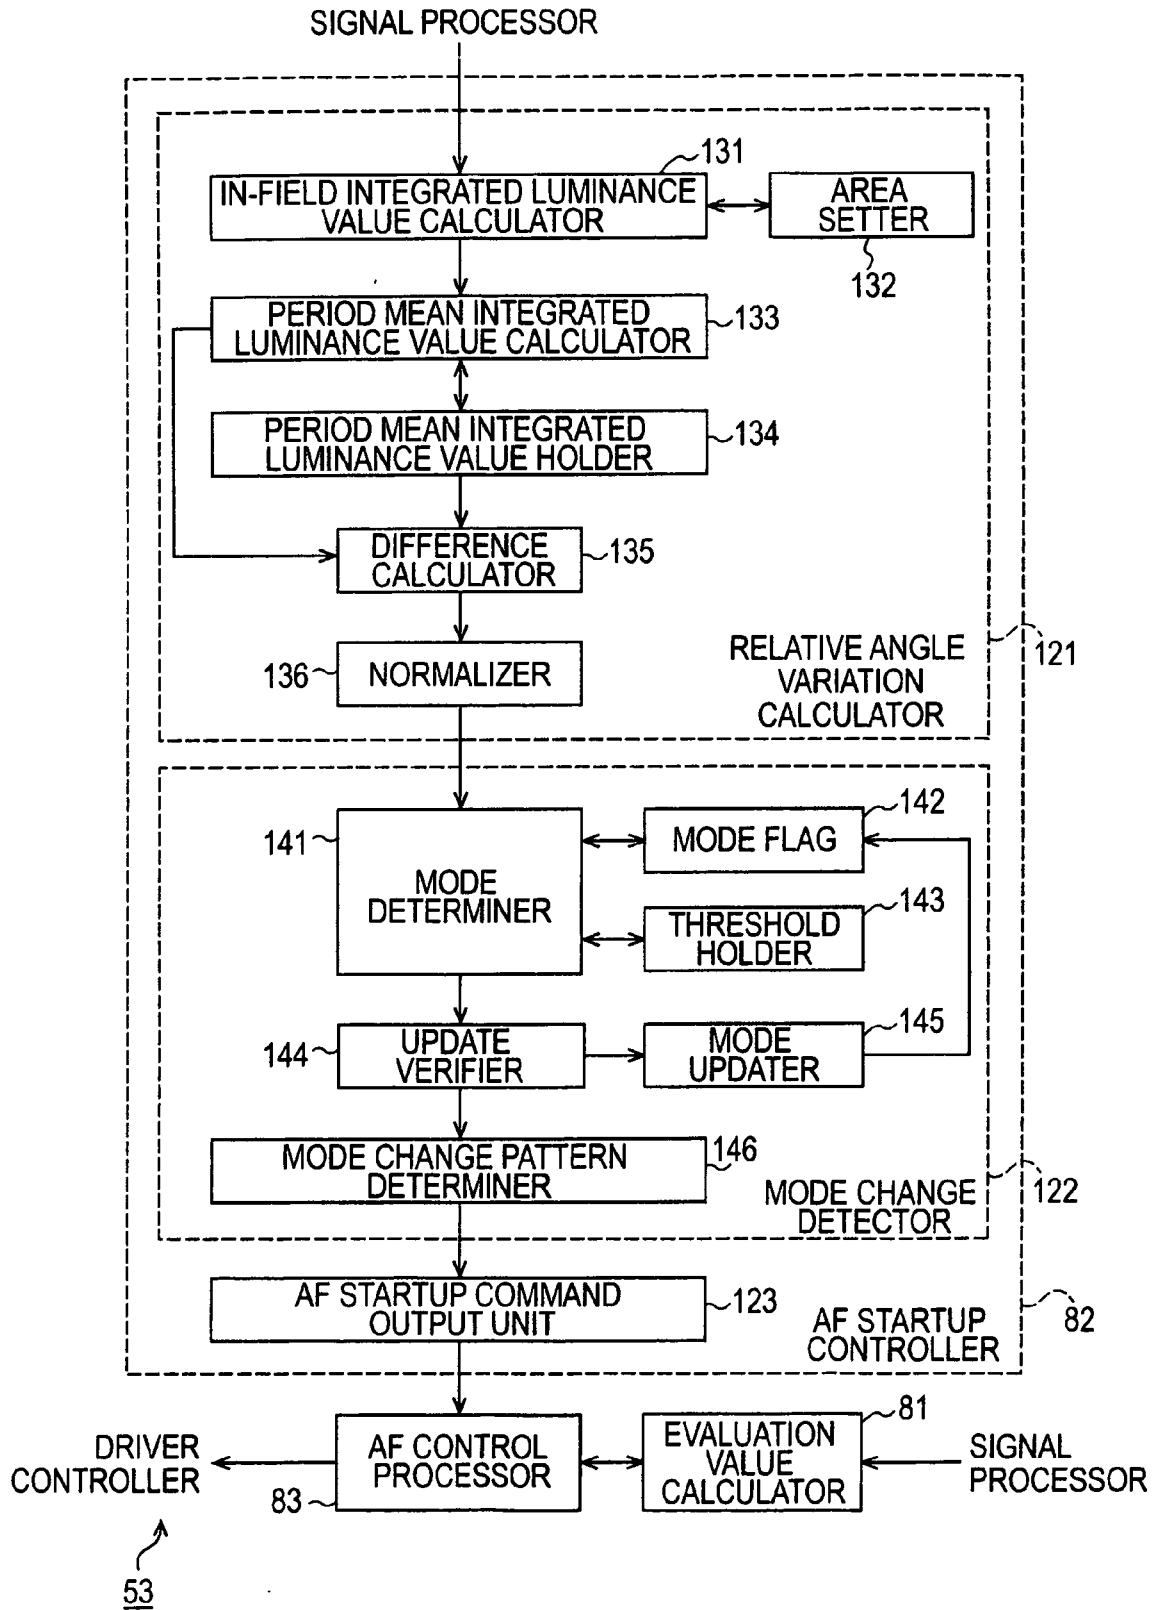 SIGNAL PROCESSOR
131
IN-FIELD INTEGRATED LUMINANCE
VALUE CALCULATOR
AREA
SETTER
132
PERIOD MEAN INTEGRATED
LUMINANCE VALUE CALCULATOR
133
PERIOD MEAN INTEGRATED
LUMINANCE VALUE HOLDER
134
DIFFERENCE
CALCULATOR
135
136
NORMALIZER
RELATIVE ANGLE
VARIATION
CALCULATOR
121
141
MODE
DETERMINER
142
MODE FLAG
143
THRESHOLD
HOLDER
144
UPDATE
VERIFIER
145
MODE
UPDATER
MODE CHANGE PATTERN
DETERMINER
146
MODE CHANGE
DETECTOR
122
AF STARTUP COMMAND
OUTPUT UNIT
123
AF STARTUP
CONTROLLER
82
DRIVER
CONTROLLER
AF CONTROL
PROCESSOR
83
81
EVALUATION
VALUE
CALCULATOR
SIGNAL
PROCESSOR
53